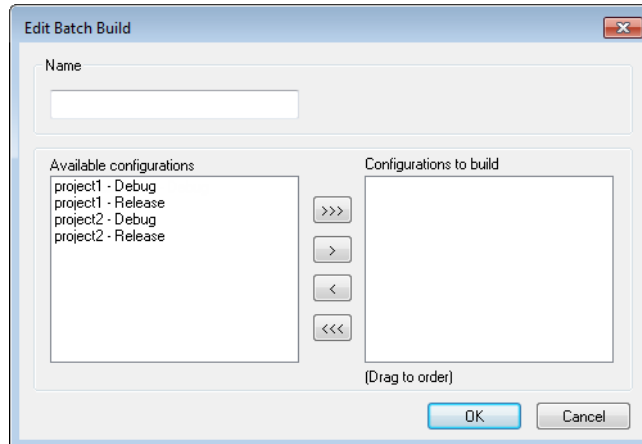 Edit Batch Build
Name
Available configurations
project1 - Debug
project1 - Release
project2 - Debug
project2 - Release
>>>
>
<
<<<
Configurations to build
(Drag to order)
OK
Cancel